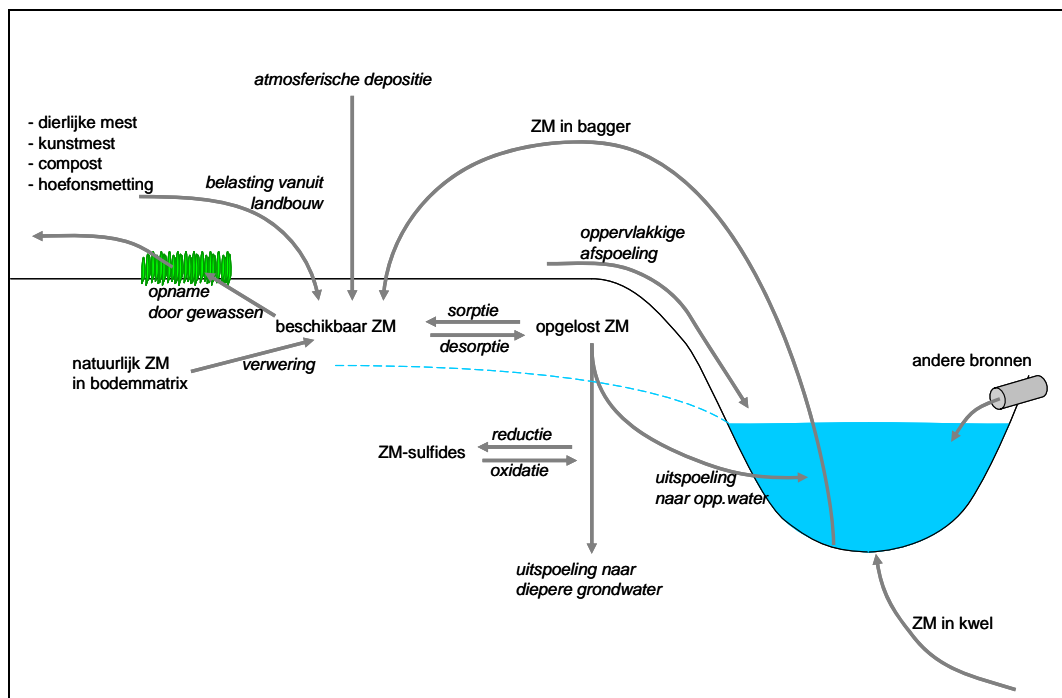 atmosferische depositie
- dierlijke mest
- kunstmest
- compost
- hoefonsmetting
ZM in bagger
belasting vanuit
landbouw
oppervlakkige
afspoeling
opname
door gewassen
beschikbaar ZM
sorptie
desorptie
opgelost ZM
natuurlijk ZM
in bodemmatrix
verwering
andere bronnen
ZM-sulfides
reductie
oxidatie
uitspoeling
naar opp.water
uitspoeling naar
diepere grondwater
ZM in kwel